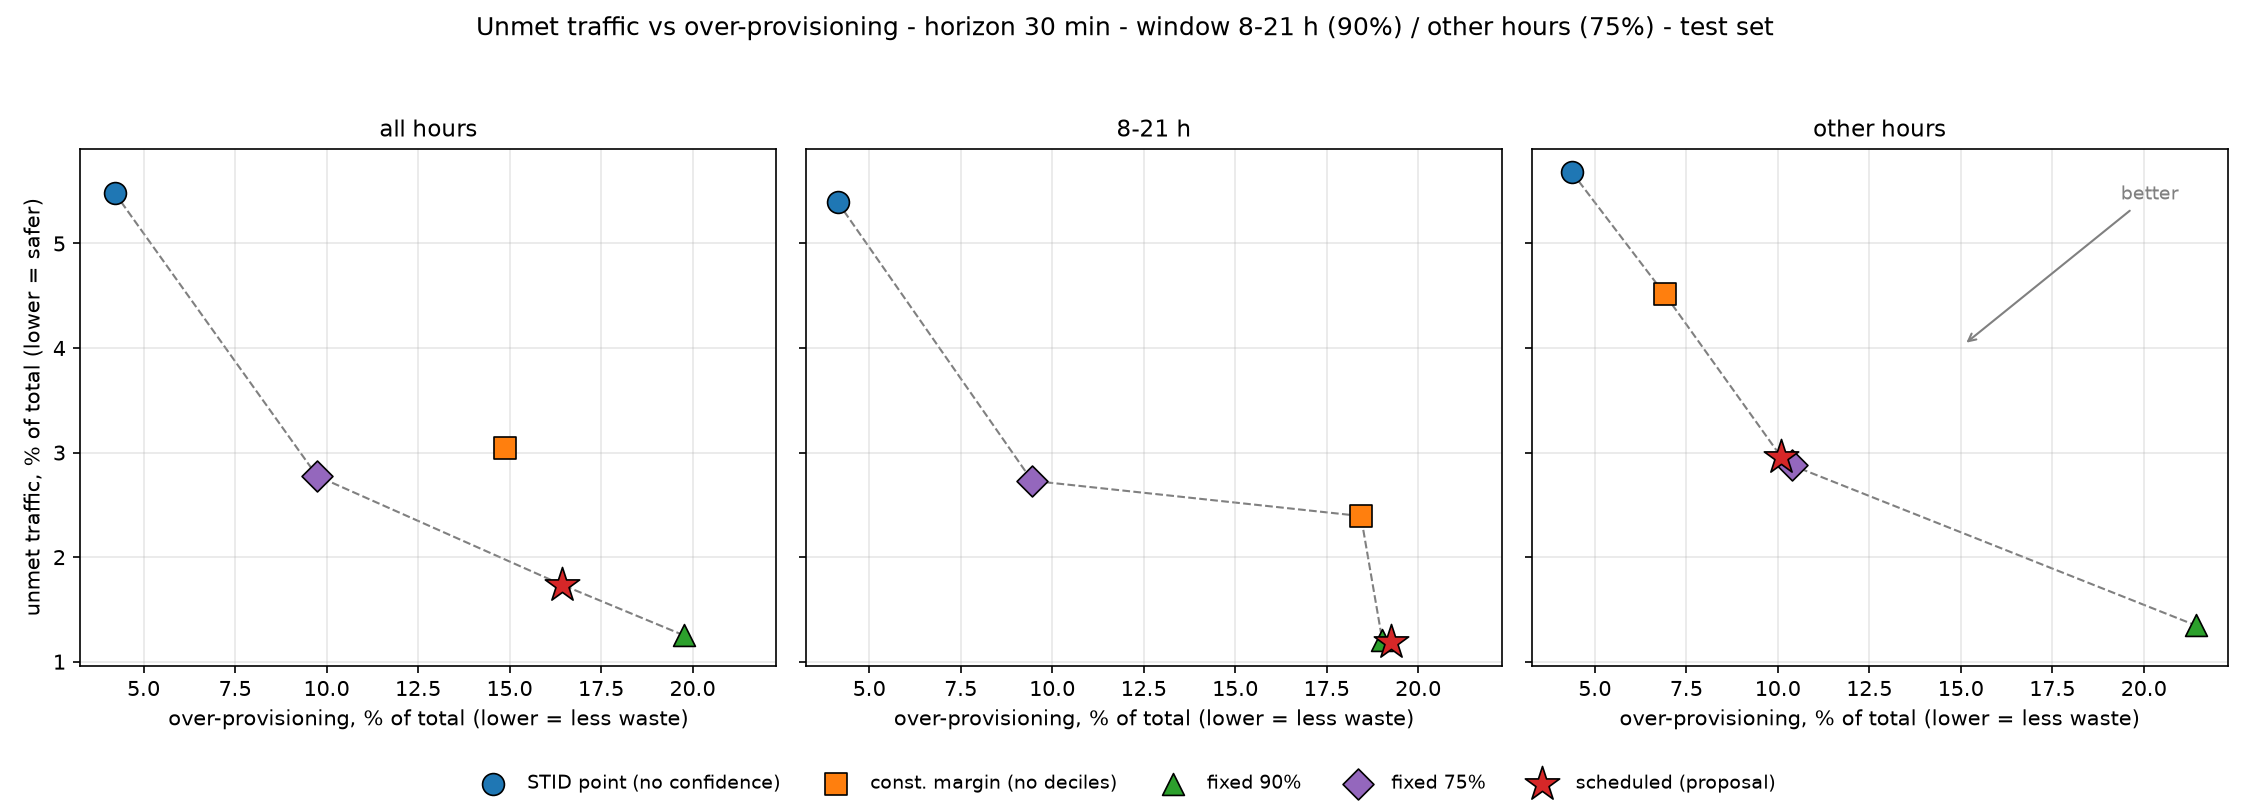 Unmet traffic vs over-provisioning - horizon 30 min - window 8-21 h (90%) / other hours (75%) - test set
all hours
8-21 h
other hours
unmet traffic, % of total (lower = safer)
5
4
3
2
1
better
5.0 7.5 10.0 12.5 15.0 17.5 20.0
5.0 7.5 10.0 12.5 15.0 17.5 20.0
5.0 7.5 10.0 12.5 15.0 17.5 20.0
over-provisioning, % of total (lower = less waste)
over-provisioning, % of total (lower = less waste)
over-provisioning, % of total (lower = less waste)
STID point (no confidence)
const. margin (no deciles)
fixed 90%
fixed 75%
scheduled (proposal)